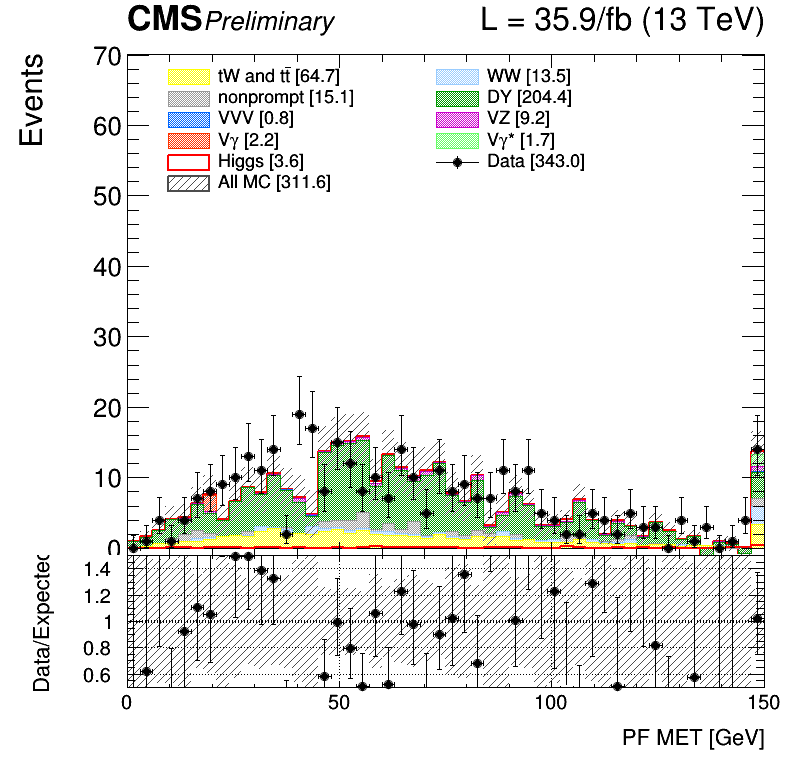 CMS Preliminary L = 35.9/fb (13 TeV)
Events
70
60
50
40
30
20
10
0
tW and tt̄ [64.7]
nonprompt [15.1]
VVV [0.8]
Vγ [2.2]
Higgs [3.6]
All MC [311.6]
WW [13.5]
DY [204.4]
VZ [9.2]
Vγ* [1.7]
Data [343.0]
Data/Expected
1.4
1.2
1
0.8
0.6
0 50 100 150
PF MET [GeV]